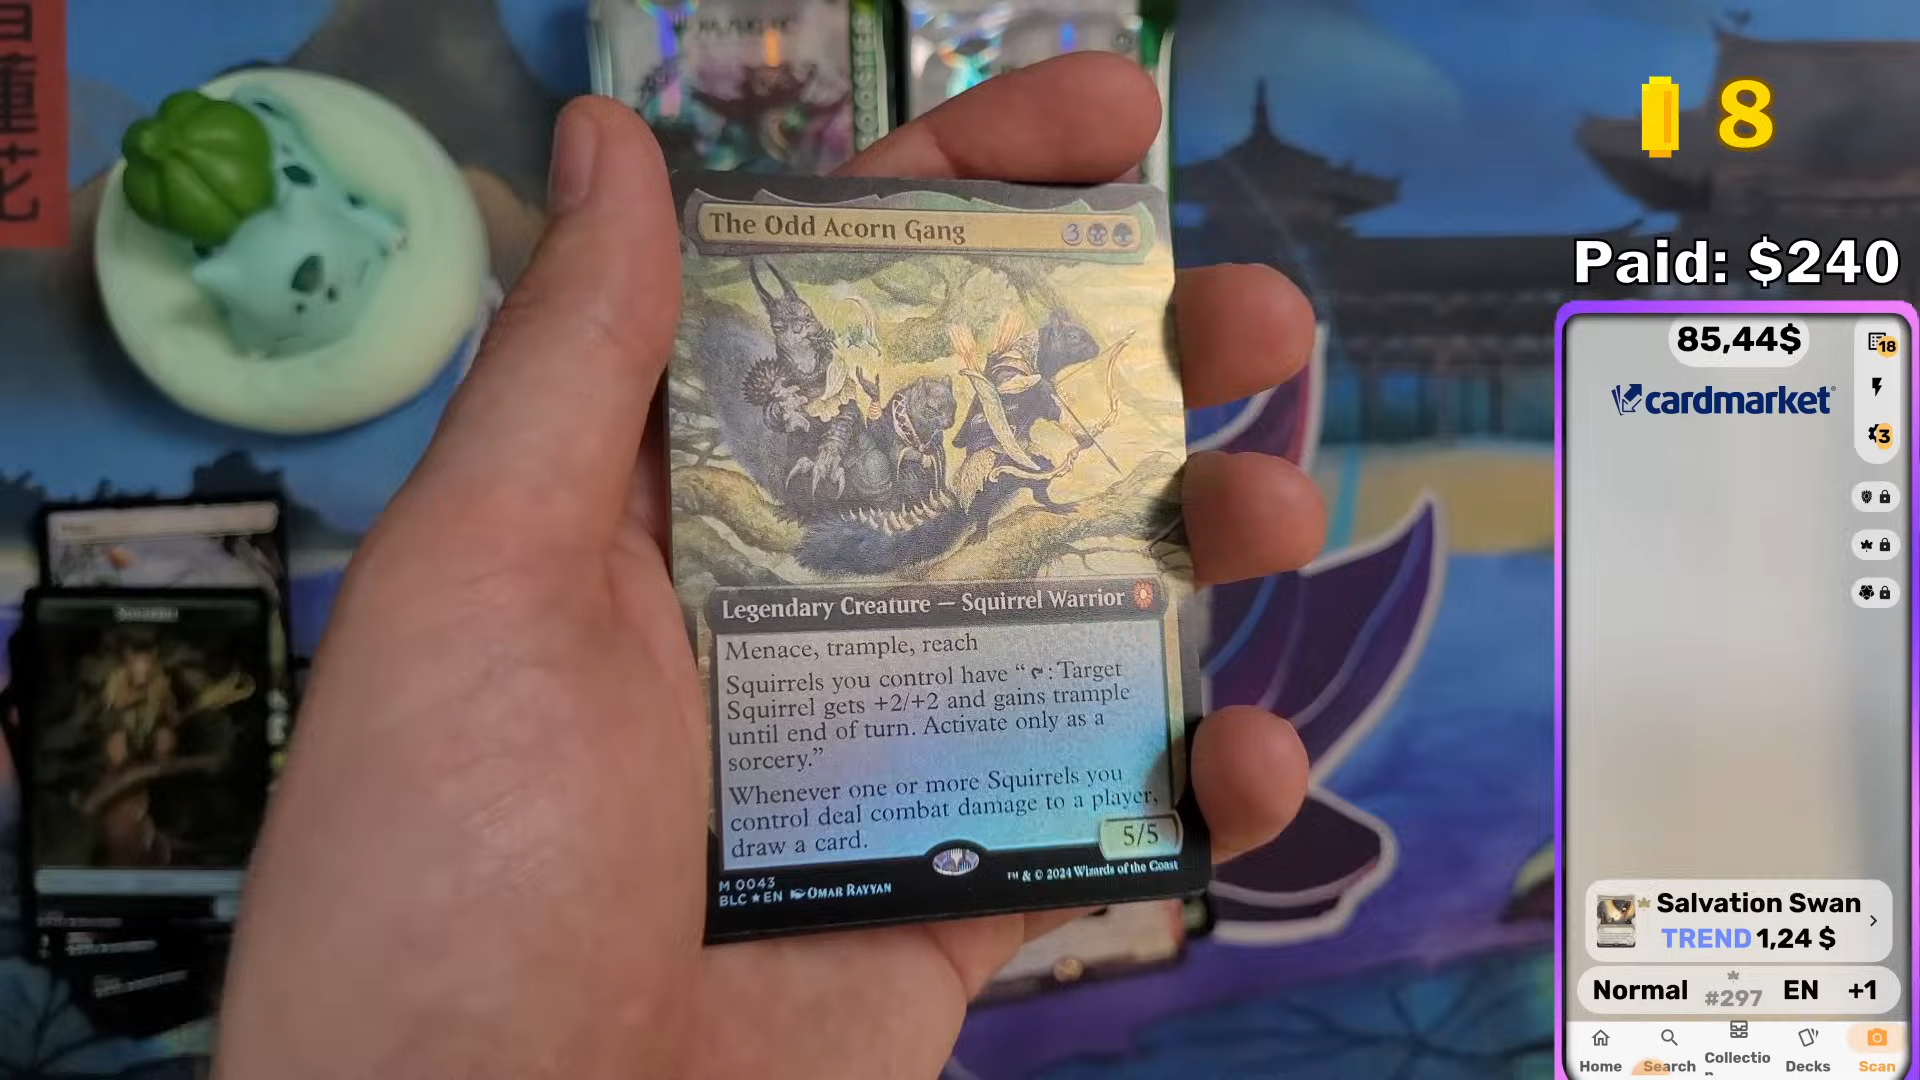 The Odd Acorn Gang 3
Legendary Creature — Squirrel Warrior
Menace, trample, reach
Squirrels you control have “ : Target
Squirrel gets +2/+2 and gains trample
until end of turn. Activate only as a
sorcery.”
Whenever one or more Squirrels you
control deal combat damage to a player,
draw a card.
5/5
M 0043
BLC ★ EN OMAR RAYYAN
™ & © 2024 Wizards of the Coast
8
Paid: $240
85,44$
18
cardmarket
3
Salvation Swan
TREND 1,24 $
Normal #297 EN +1
Home Search Collectio Decks Scan
n